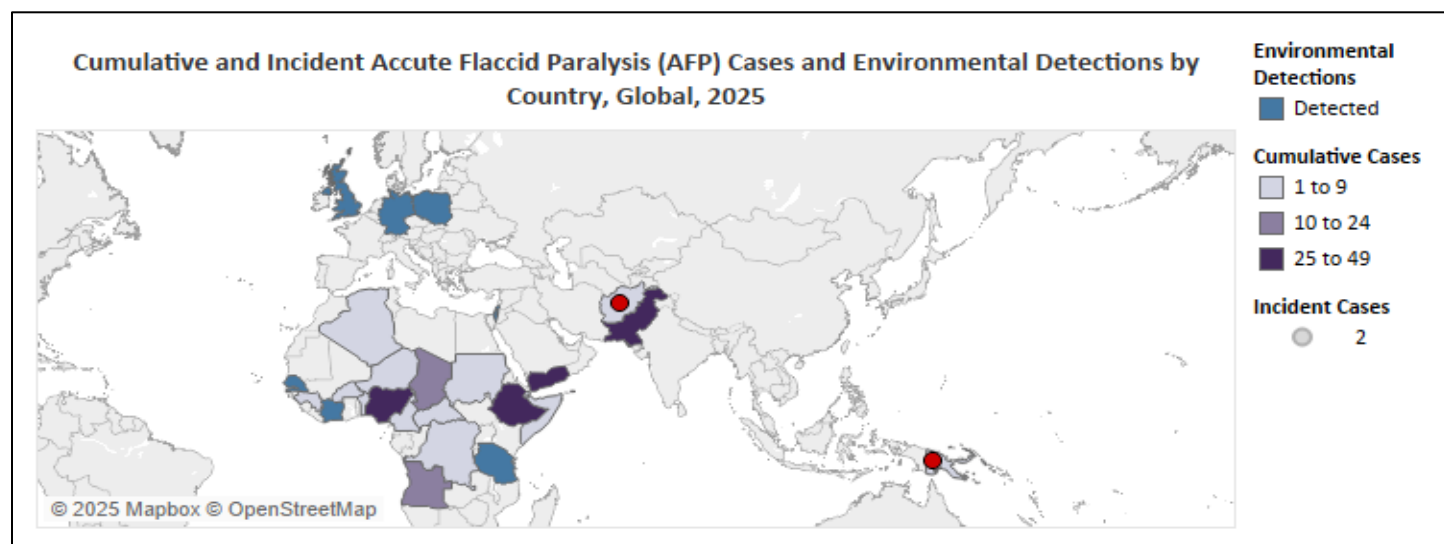 Cumulative and Incident Accute Flaccid Paralysis (AFP) Cases and Environmental Detections by
Country, Global, 2025
Environmental
Detections
Detected
Cumulative Cases
1 to 9
10 to 24
25 to 49
Incident Cases
2
© 2025 Mapbox © OpenStreetMap